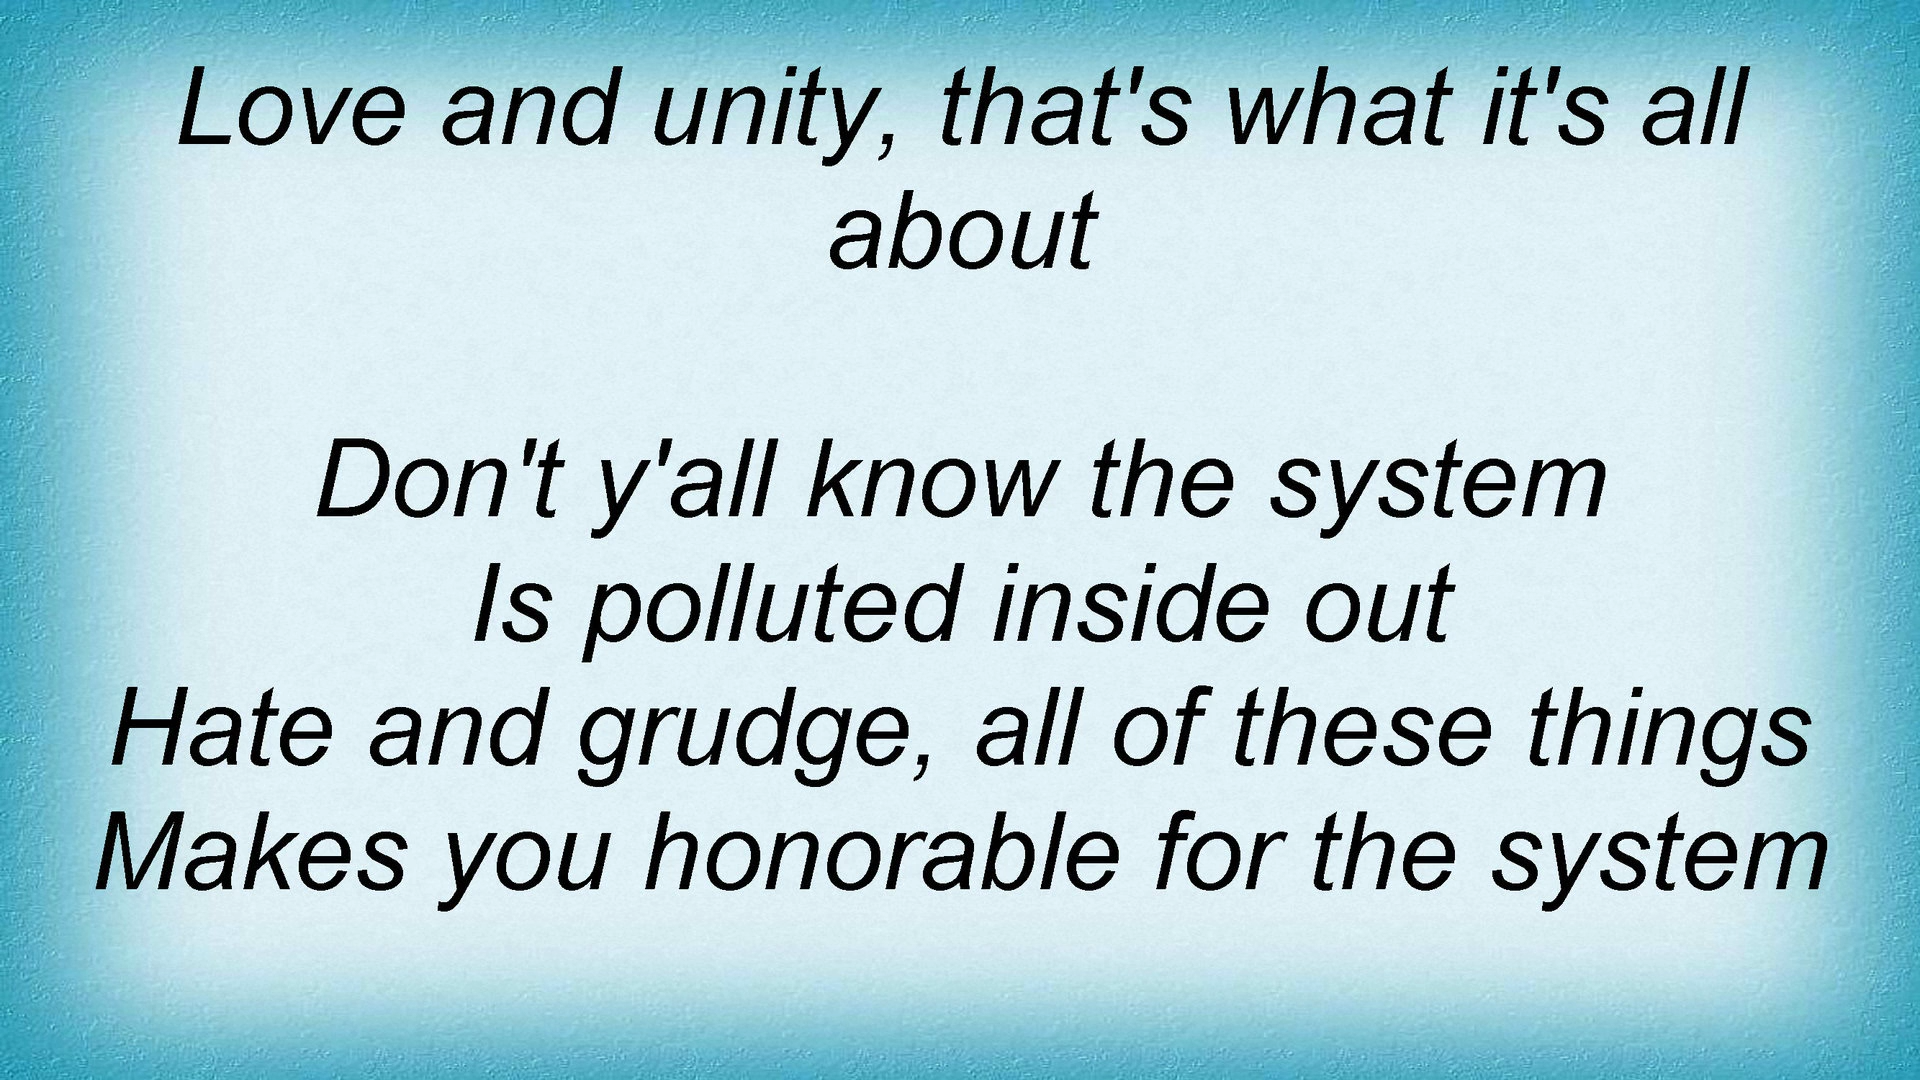 Love and unity, that's what it's all
about
Don't y'all know the system
Is polluted inside out
Hate and grudge, all of these things
Makes you honorable for the system